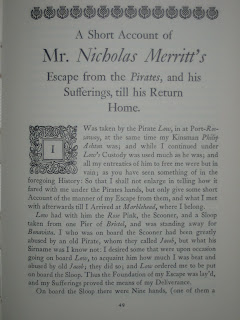 A Short Account of
Mr. Nicholas Merritt's
Escape from the Pirates, and his
Sufferings, till his Return
Home.
I Was taken by the Pirate Low, in at Port-Ros-
saway, at the same time my Kinsman Philip
Ashton was; and while I continued under
Low's Custody was used much as he was; and
all my entreaties of him to free me were but in
vain; as you have seen something of in the
foregoing History: So that I shall not enlarge in telling how it
fared with me under the Pirates hands, but only give some short
Account of the manner of my Escape from them, and what I met
with afterwards till I Arrived at Marblehead, where I belong.
Low had with him the Rose Pink, the Scooner, and a Sloop
taken from one Pier of Bristol, and was standing away for
Bonavista. I who was on board the Scooner had been greatly
abused by an old Pirate, whom they called Jacob, but what his
Sirname was I know not: I desired some that were upon occasion
going on board Low, to acquaint him how much I was beat and
abused by old Jacob; they did so; and Low ordered me to be put
on board the Sloop. Thus the Foundation of my Escape was lay'd,
and my Sufferings proved the means of my Deliverance.
On board the Sloop there were Nine hands, (one of them a
49